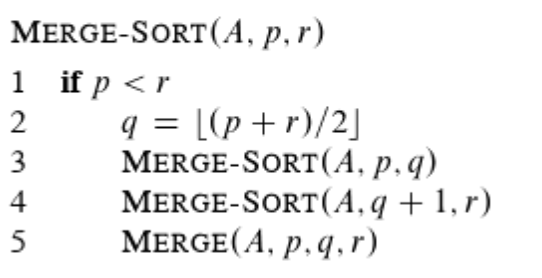 MERGE-SORT(A, p, r)
1 if p < r
2 q = ⌊(p + r)/2⌋
3 MERGE-SORT(A, p, q)
4 MERGE-SORT(A, q + 1, r)
5 MERGE(A, p, q, r)